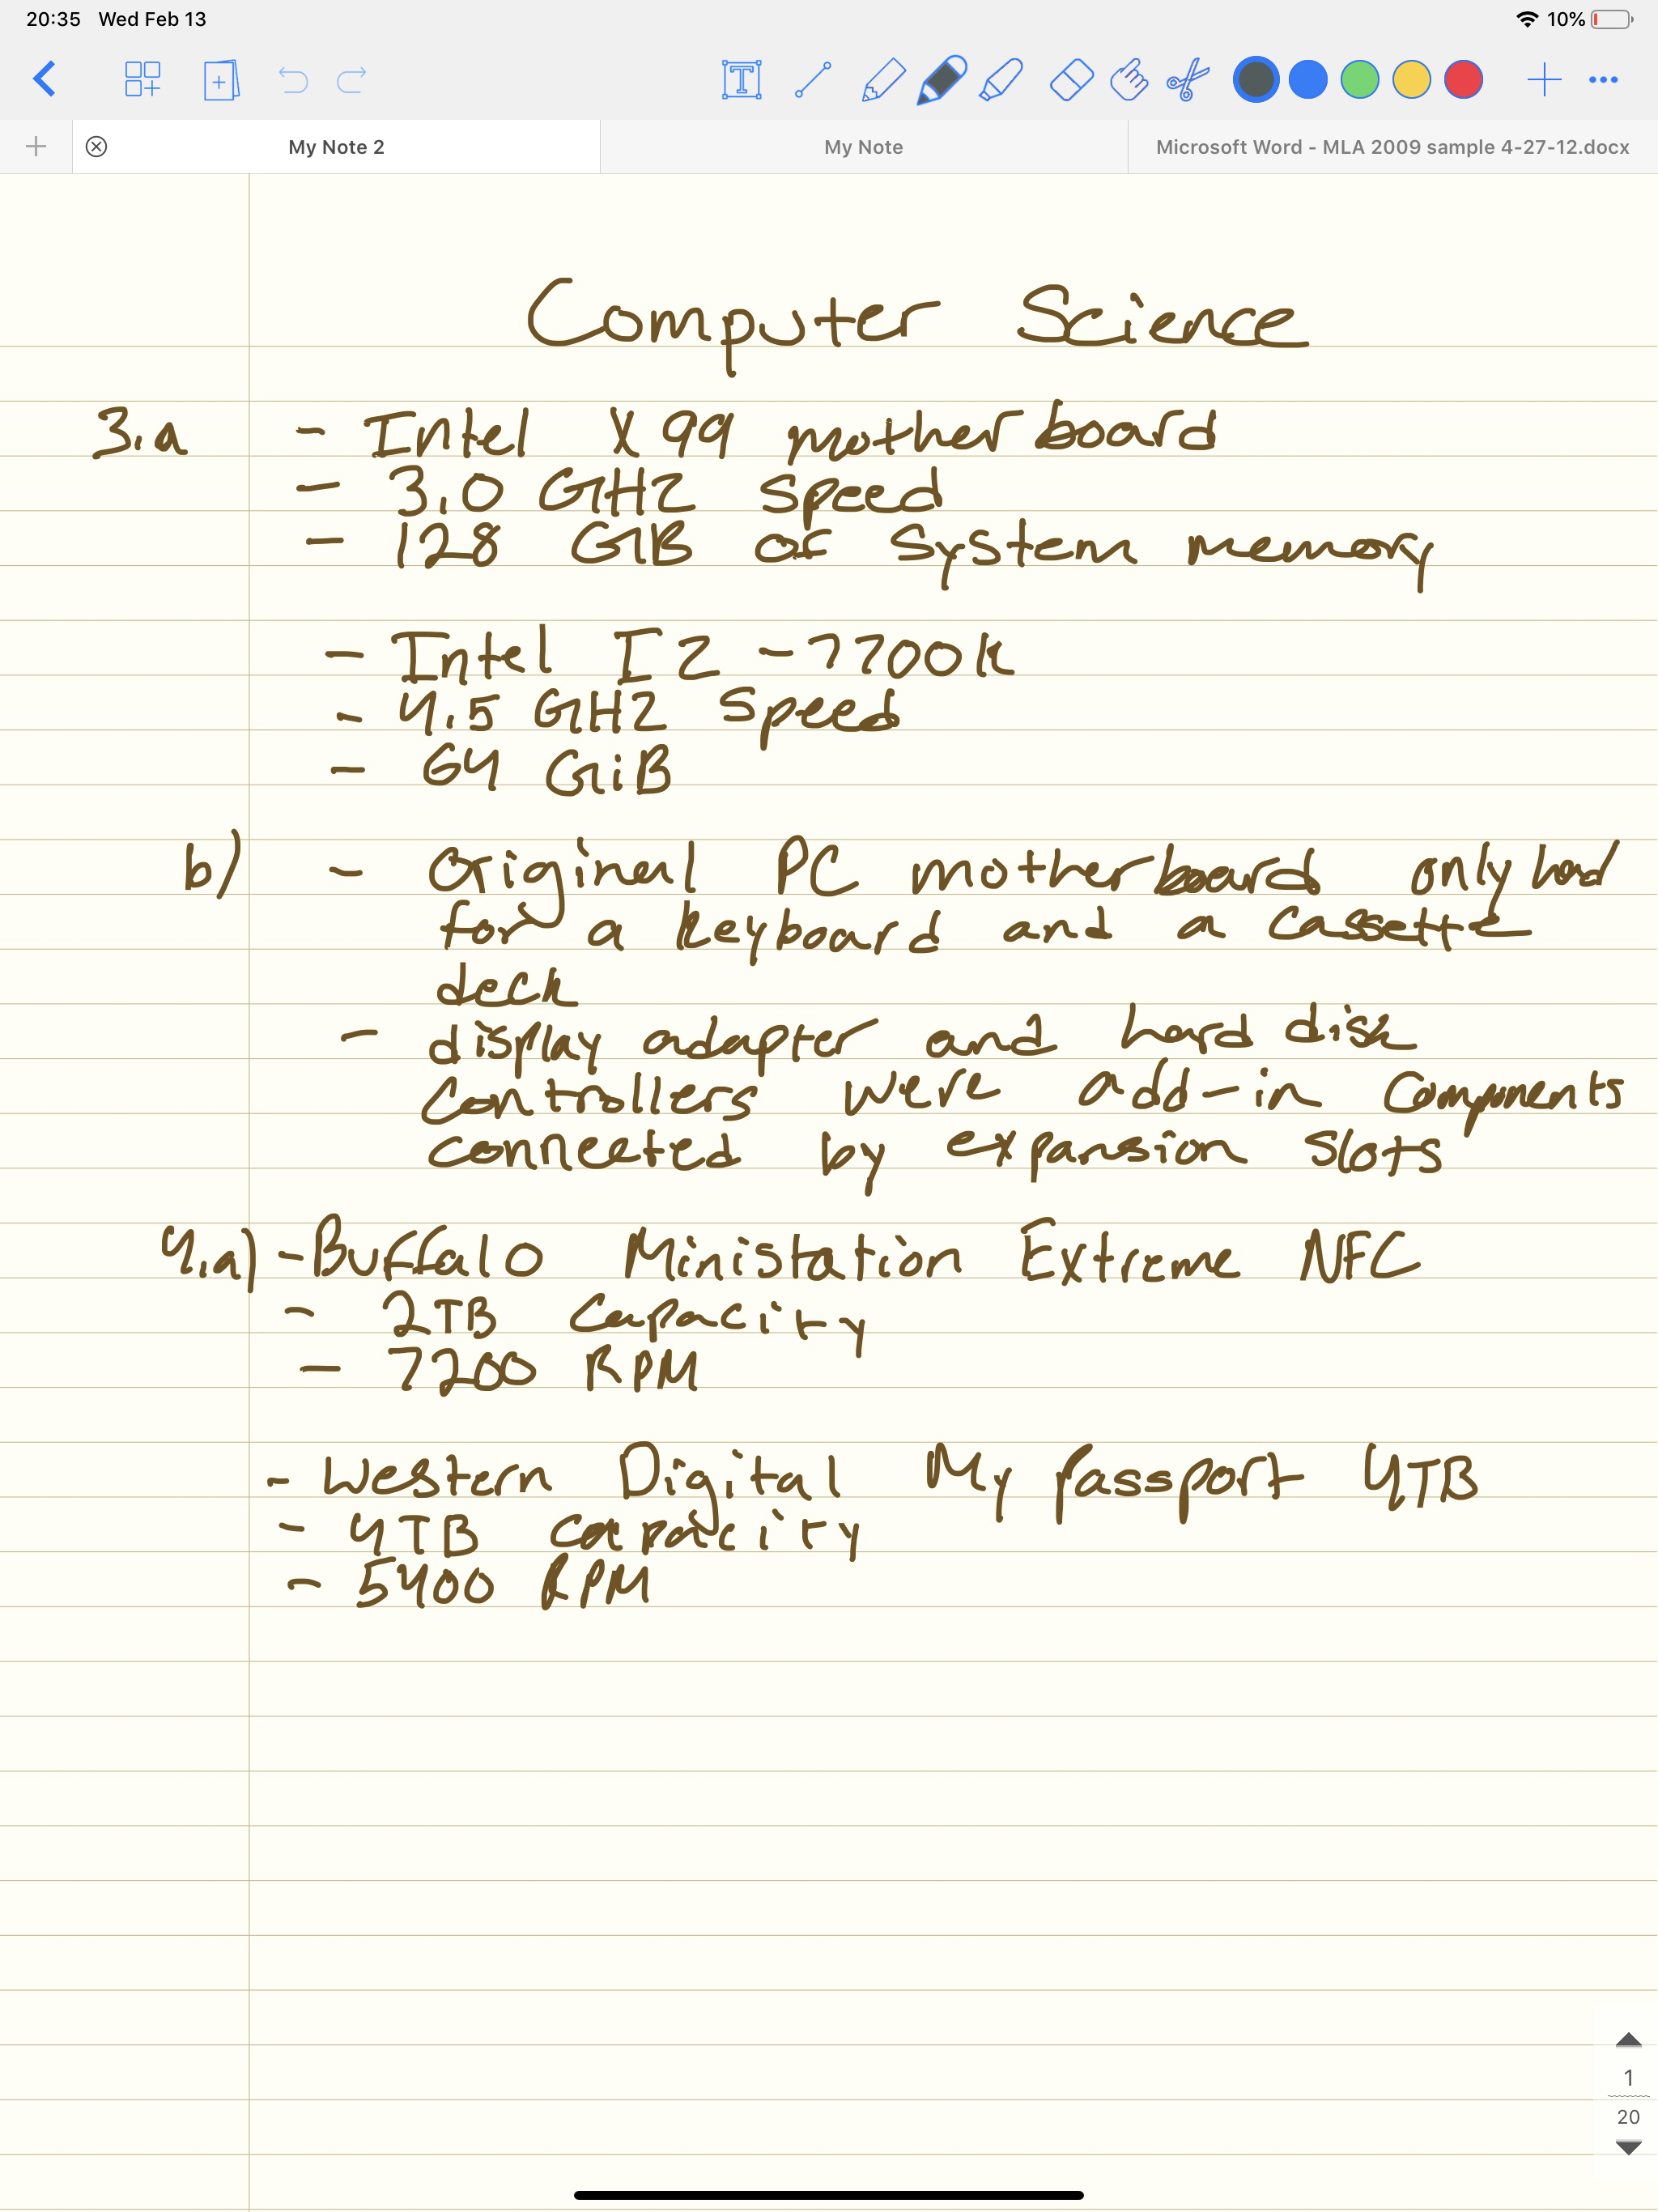 20:35 Wed Feb 13
10%
My Note 2
My Note
Microsoft Word - MLA 2009 sample 4-27-12.docx
Computer Science
3.a - Intel X99 motherboard
- 3.0 GHZ Speed
- 128 GB of System memory
- Intel I7 -7700k
- 4.5 GHZ Speed
- 64 GiB
b) - Original PC motherboard only had
for a keyboard and a cassette
deck
- display adapter and hard disk
controllers were add-in components
connected by expansion slots
4.a) - Buffalo Ministation Extreme NFC
- 2TB Capacity
- 7200 RPM
- Western Digital My Passport 4TB
- 4TB capacity
- 5400 RPM
1
20